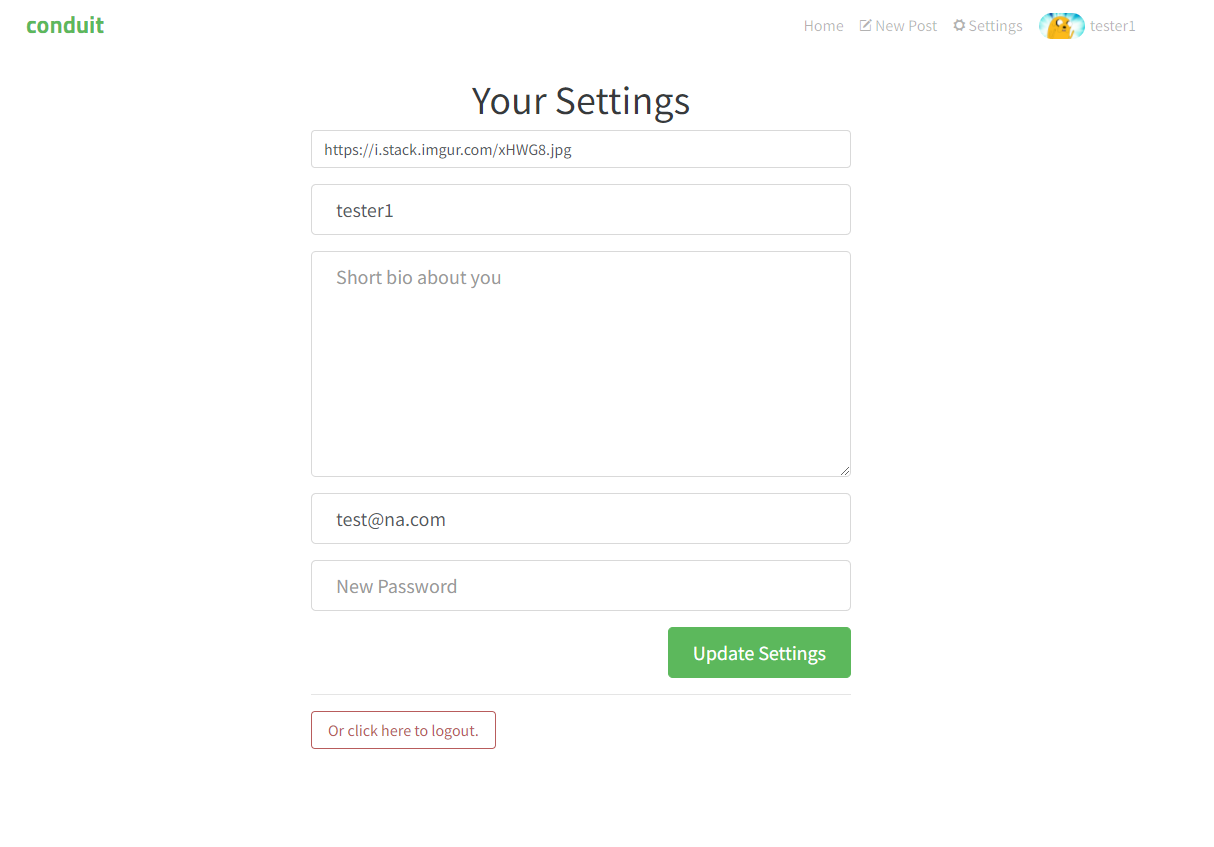 conduit
Home New Post Settings tester1
Your Settings
https://i.stack.imgur.com/xHWG8.jpg
tester1
Short bio about you
test@na.com
New Password
Update Settings
Or click here to logout.